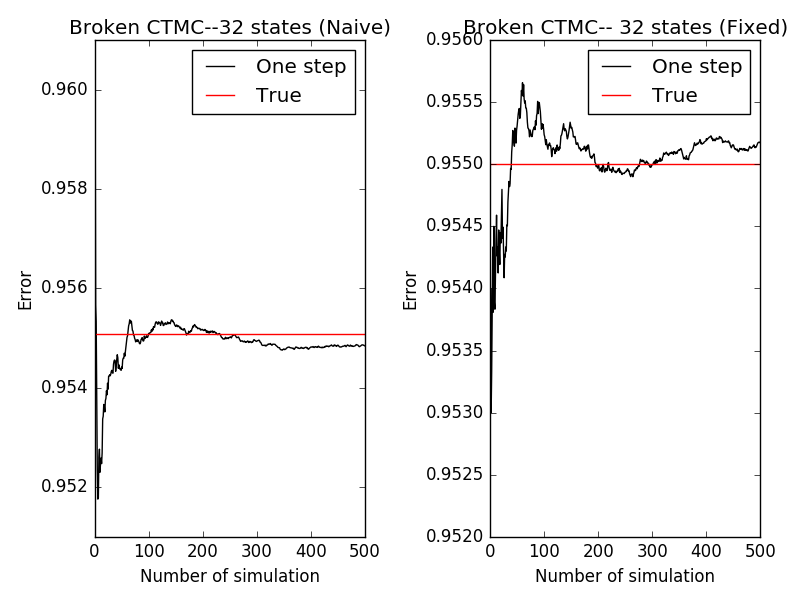 Broken CTMC--32 states (Naive)
One step
True
0.960
0.958
0.956
0.954
0.952
Error
0
100
200
300
400
500
Number of simulation
Broken CTMC-- 32 states (Fixed)
One step
True
0.9560
0.9555
0.9550
0.9545
0.9540
0.9535
0.9530
0.9525
0.9520
Error
0
100
200
300
400
500
Number of simulation